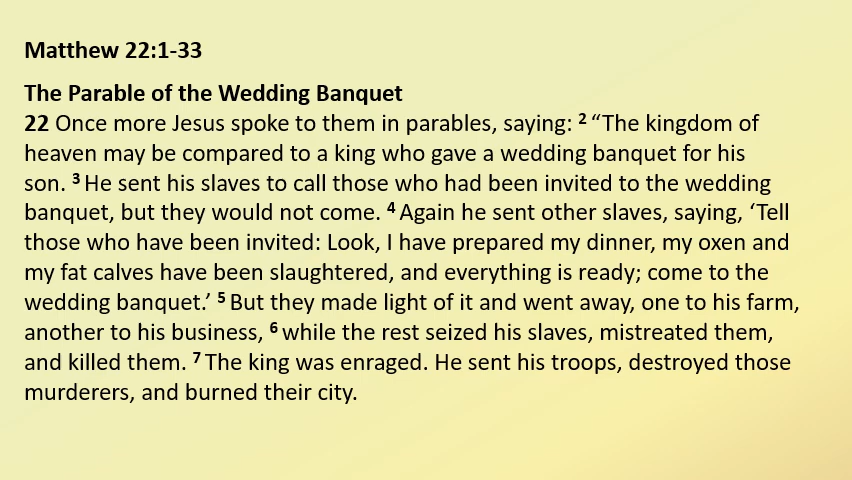 Matthew 22:1-33
The Parable of the Wedding Banquet
22 Once more Jesus spoke to them in parables, saying: 2 “The kingdom of
heaven may be compared to a king who gave a wedding banquet for his
son. 3 He sent his slaves to call those who had been invited to the wedding
banquet, but they would not come. 4 Again he sent other slaves, saying, ‘Tell
those who have been invited: Look, I have prepared my dinner, my oxen and
my fat calves have been slaughtered, and everything is ready; come to the
wedding banquet.’ 5 But they made light of it and went away, one to his farm,
another to his business, 6 while the rest seized his slaves, mistreated them,
and killed them. 7 The king was enraged. He sent his troops, destroyed those
murderers, and burned their city.